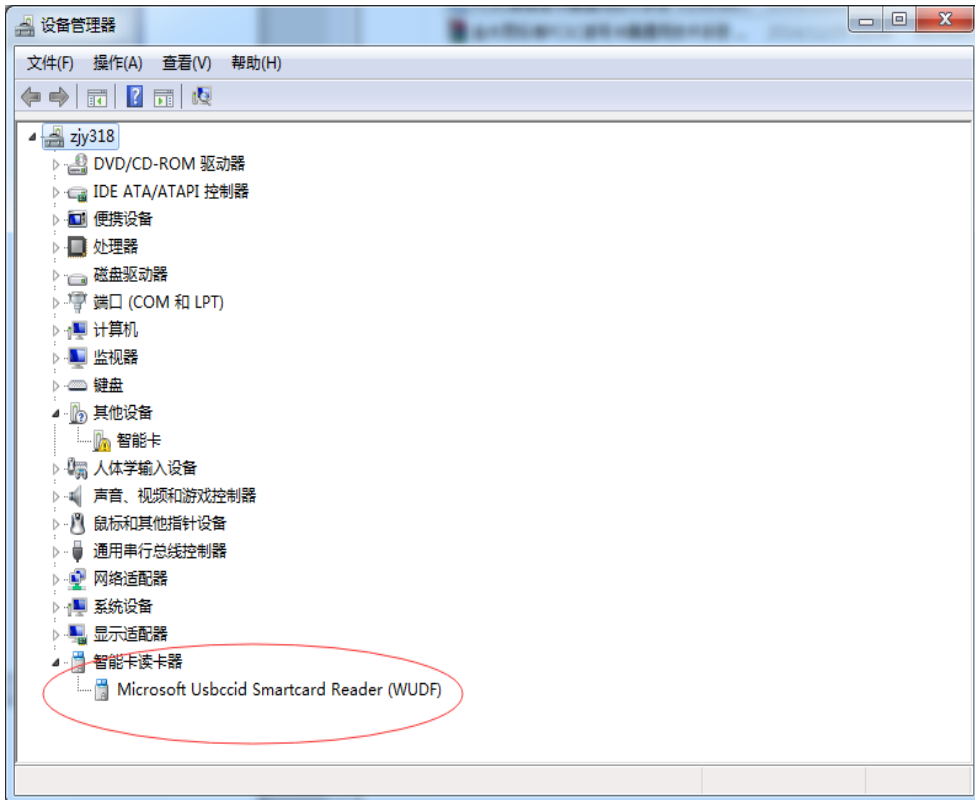 设备管理器
文件(F) 操作(A) 查看(V) 帮助(H)
zjy318
DVD/CD-ROM 驱动器
IDE ATA/ATAPI 控制器
便携设备
处理器
磁盘驱动器
端口 (COM 和 LPT)
计算机
监视器
键盘
其他设备
智能卡
人体学输入设备
声音、视频和游戏控制器
鼠标和其他指针设备
通用串行总线控制器
网络适配器
系统设备
显示适配器
智能卡读卡器
Microsoft Usbccid Smartcard Reader (WUDF)